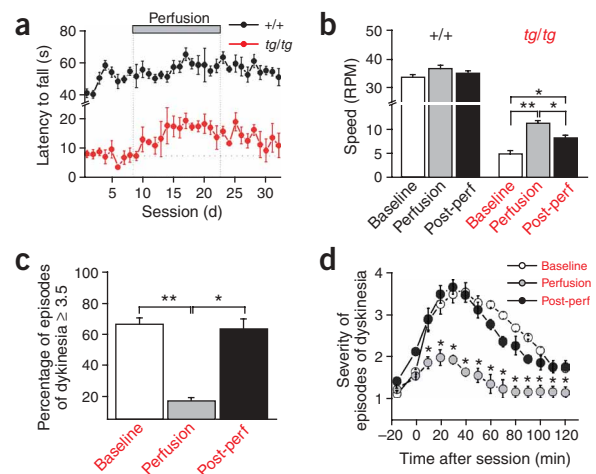 a
Perfusion
+/+
tg/tg
Latency to fall (s)
80
60
40
20
10
0
5
10
15
20
25
30
Session (d)
b
+/+
tg/tg
Speed (RPM)
40
30
10
5
0
*
**
*
Baseline
Perfusion
Post-perf
Baseline
Perfusion
Post-perf
c
Percentage of episodes
of dykinesia ≥ 3.5
100
80
60
40
20
**
*
Baseline
Perfusion
Post-perf
d
Baseline
Perfusion
Post-perf
Severity of
episodes of dyskinesia
4
3
2
1
* * * * * * * * * * *
–20
0
20
40
60
80
100
120
Time after session (min)